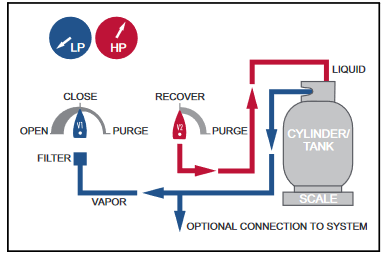 LP
HP
LIQUID
CLOSE
RECOVER
V1
V2
OPEN
PURGE
PURGE
CYLINDER/
TANK
FILTER
SCALE
VAPOR
OPTIONAL CONNECTION TO SYSTEM